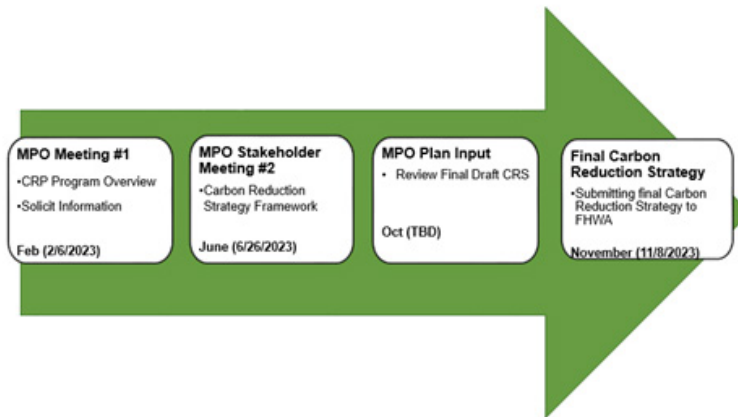 MPO Meeting #1
•CRP Program Overview
•Solicit Information
Feb (2/6/2023)
MPO Stakeholder
Meeting #2
•Carbon Reduction
Strategy Framework
June (6/26/2023)
MPO Plan Input
• Review Final Draft CRS
Oct (TBD)
Final Carbon
Reduction Strategy
•Submitting final Carbon
Reduction Strategy to
FHWA
November (11/8/2023)